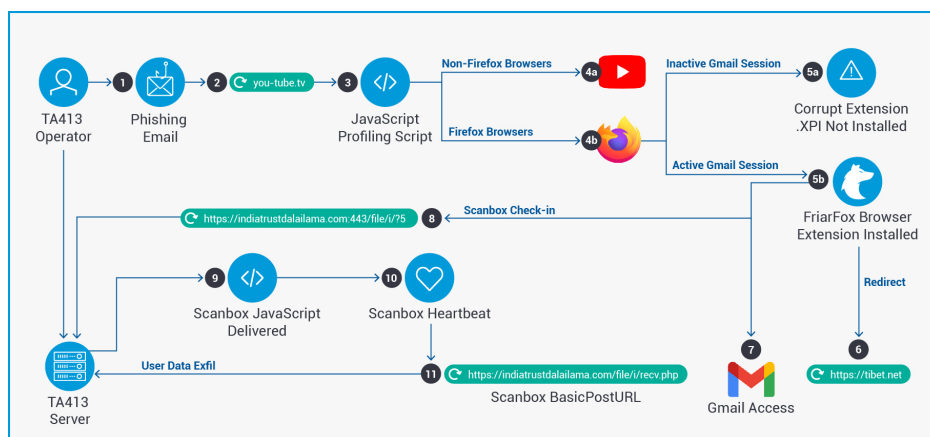 Non-Firefox Browsers
Inactive Gmail Session
1
2
you-tube.tv
3
4a
5a
TA413
Operator
Phishing
Email
JavaScript
Profiling Script
Firefox Browsers
4b
Corrupt Extension
.XPI Not Installed
Active Gmail Session
5b
Scanbox Check-in
https://indiatrustdalailama.com:443/file/i/?5
8
FriarFox Browser
Extension Installed
9
10
Redirect
Scanbox JavaScript
Delivered
Scanbox Heartbeat
7
6
User Data Exfil
11
https://indiatrustdalailama.com/file/i/recv.php
https://tibet.net
TA413
Server
Scanbox BasicPostURL
Gmail Access